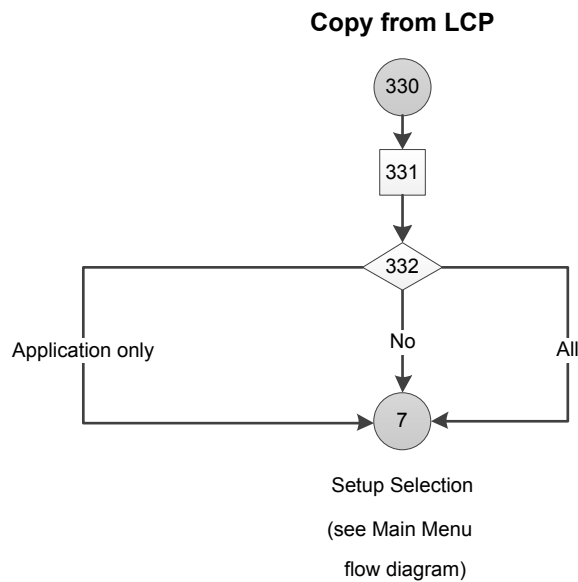 Copy from LCP
330
331
332
Application only
No
All
7
Setup Selection
(see Main Menu
flow diagram)